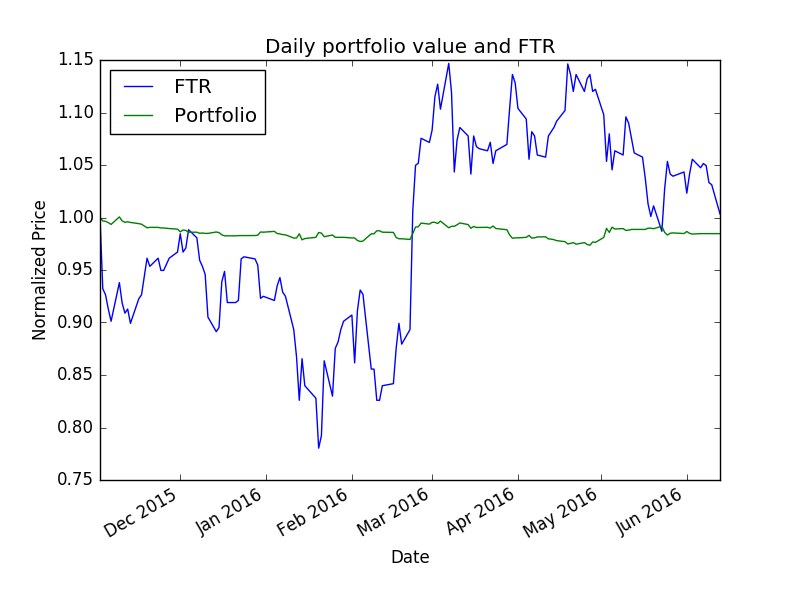 Daily portfolio value and FTR
1.15
1.10
1.05
1.00
0.95
0.90
0.85
0.80
0.75
Normalized Price
FTR
Portfolio
Dec 2015
Jan 2016
Feb 2016
Mar 2016
Apr 2016
May 2016
Jun 2016
Date